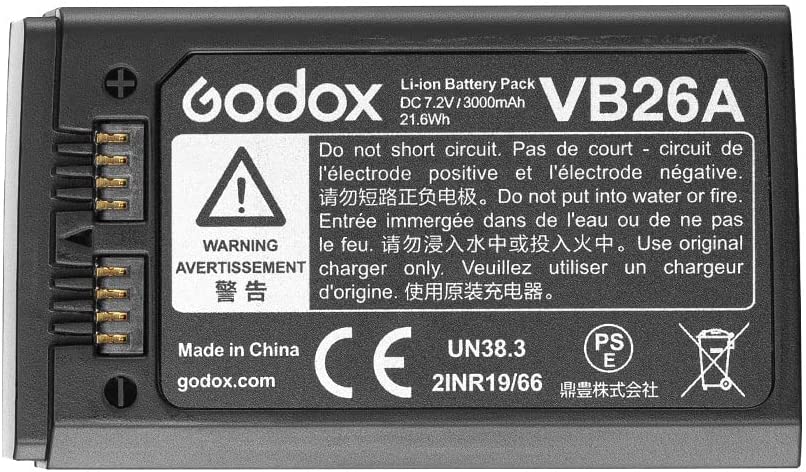 Godox
Li-ion Battery Pack
DC 7.2V / 3000mAh
21.6Wh
VB26A
Do not short circuit. Pas de court - circuit de
l'électrode positive et l'électrode négative.
请勿短路正负电极。Do not put into water or fire.
Entrée immergée dans de l'eau ou de ne pas
le feu. 请勿浸入水中或投入火中。 Use original
charger only. Veuillez utiliser un chargeur
d'origine. 使用原装充电器。
WARNING
AVERTISSEMENT
警告
Made in China
godox.com
CE
UN38.3
2INR19/66
PS
E
鼎豊株式会社